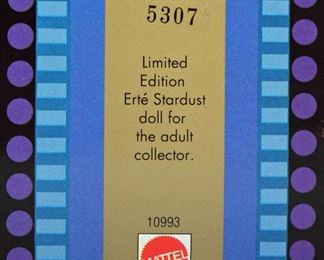 5307
Limited
Edition
Erté Stardust
doll for
the adult
collector.
10993
MATTEL